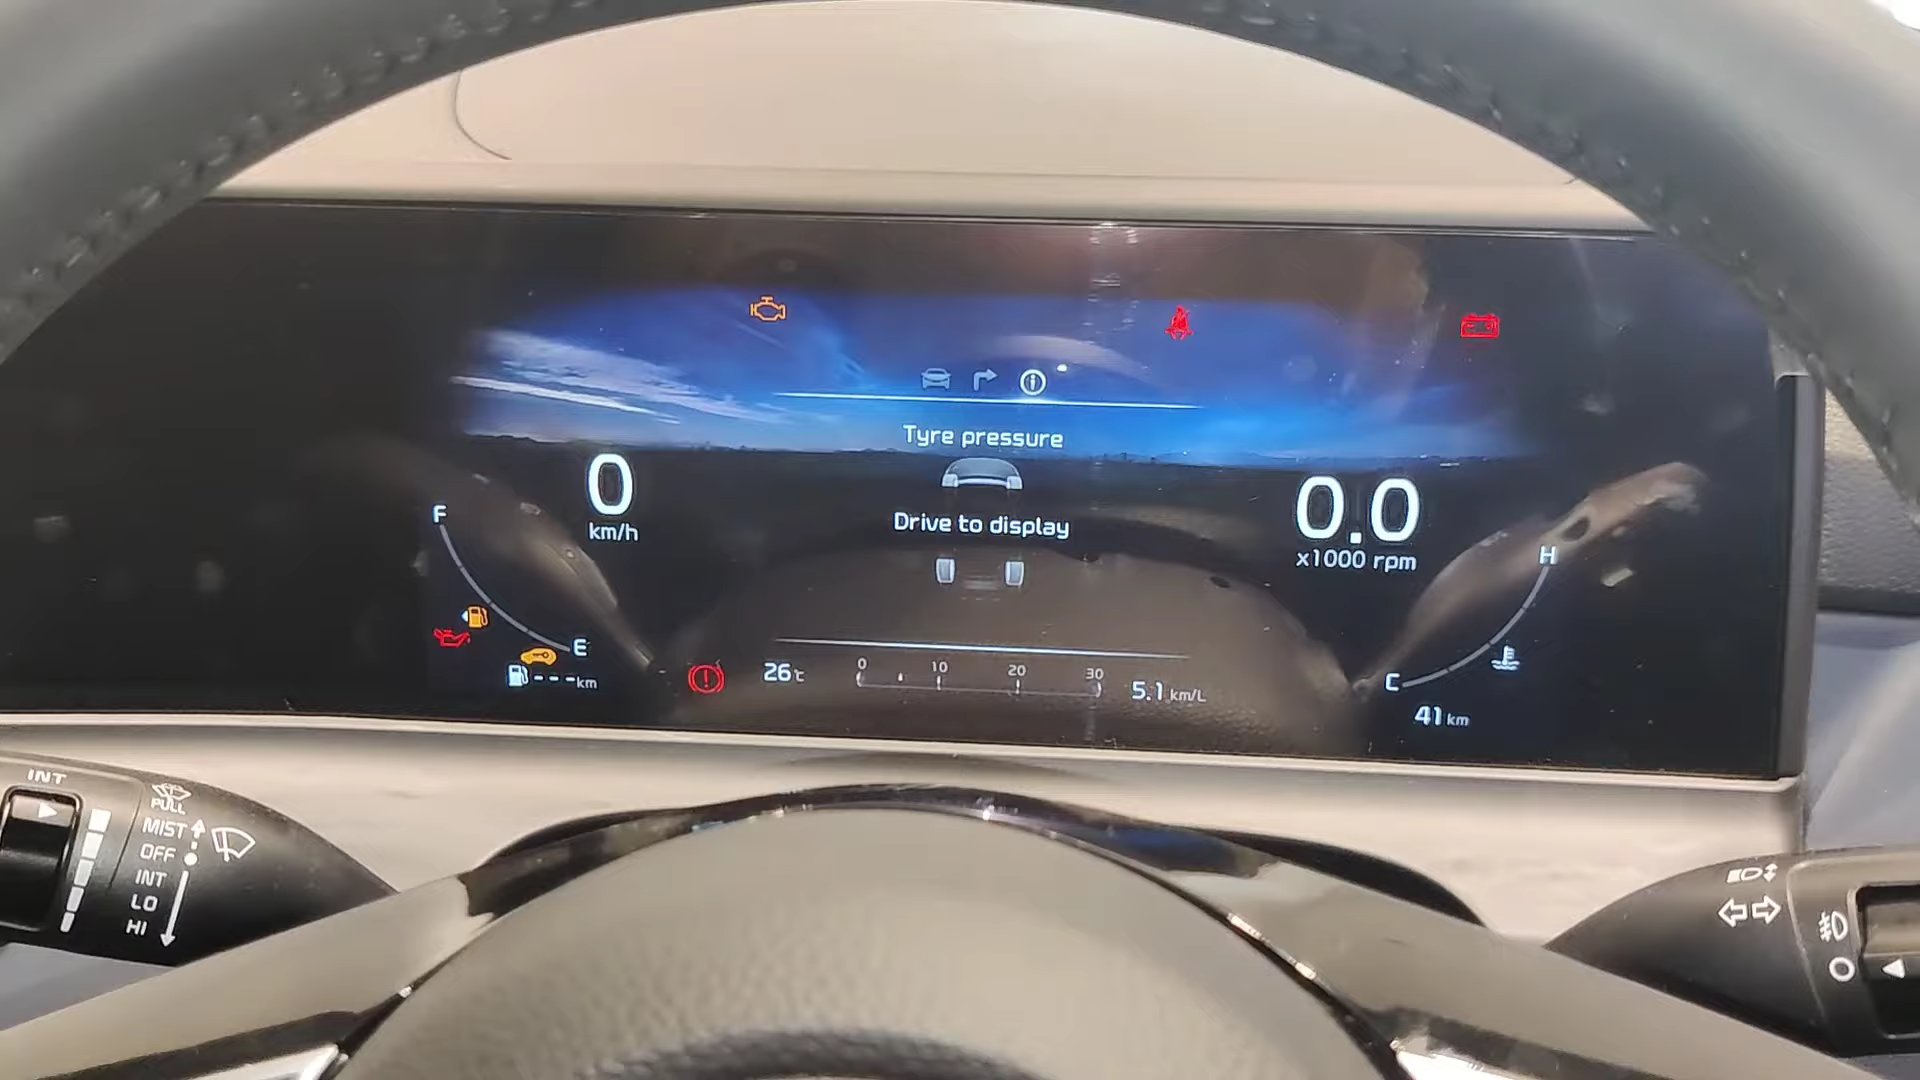 Tyre pressure
0
km/h
Drive to display
0.0
x1000 rpm
F
E
---km
26°c
0 10 20 30
5.1 km/L
H
C
41 km
INT
PULL
MIST
OFF
INT
LO
HI